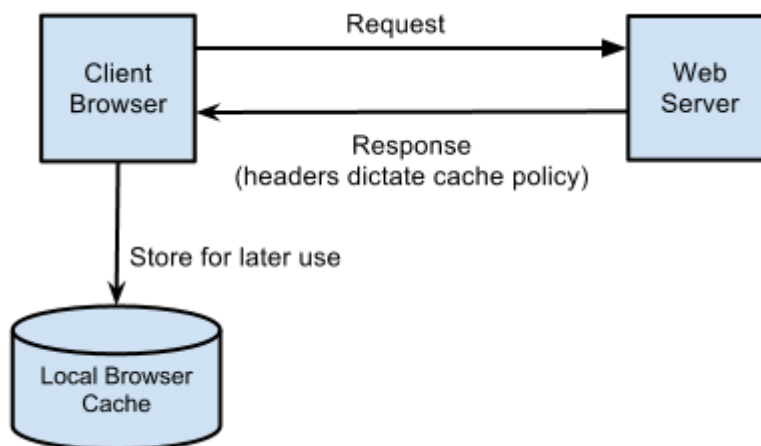 Request
Client
Browser
Web
Server
Response
(headers dictate cache policy)
Store for later use
Local Browser
Cache